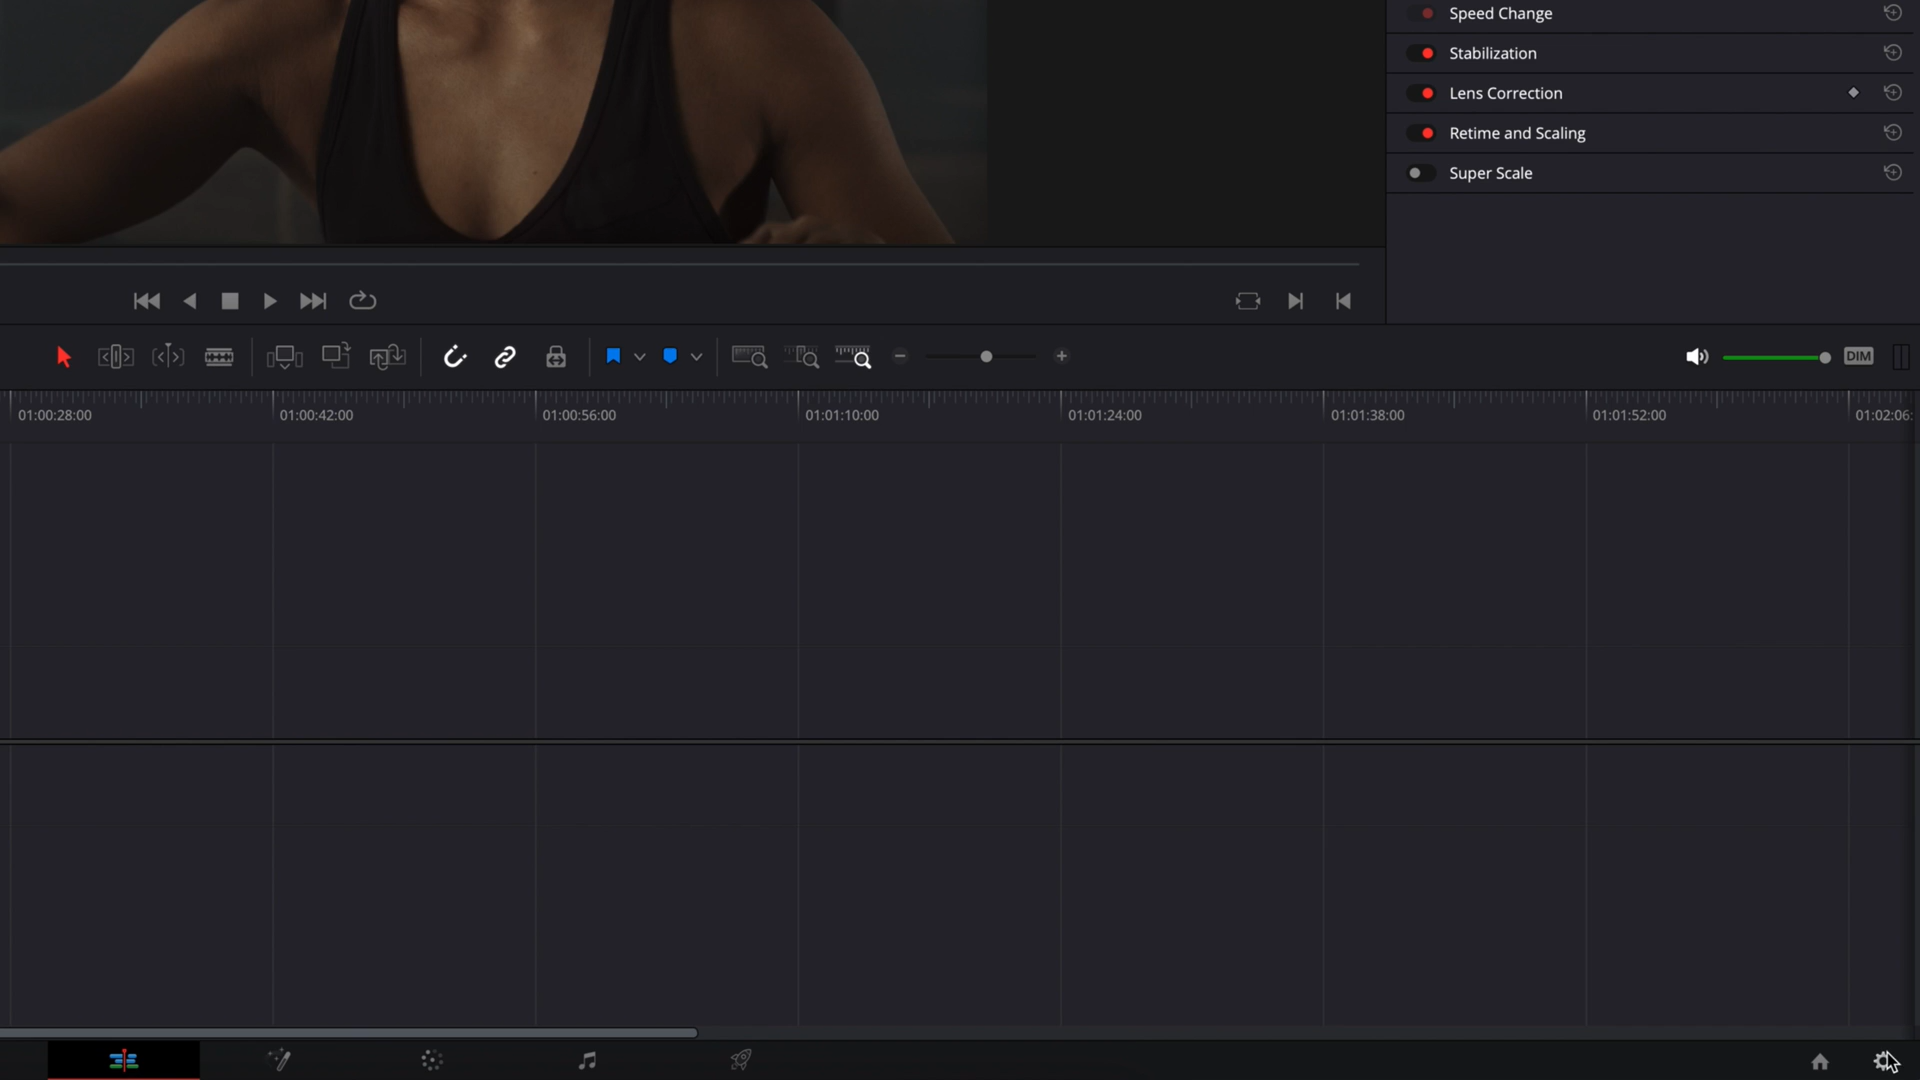 Speed Change
Stabilization
Lens Correction
Retime and Scaling
Super Scale
DIM
01:00:28:00 01:00:42:00 01:00:56:00 01:01:10:00 01:01:24:00 01:01:38:00 01:01:52:00 01:02:06: